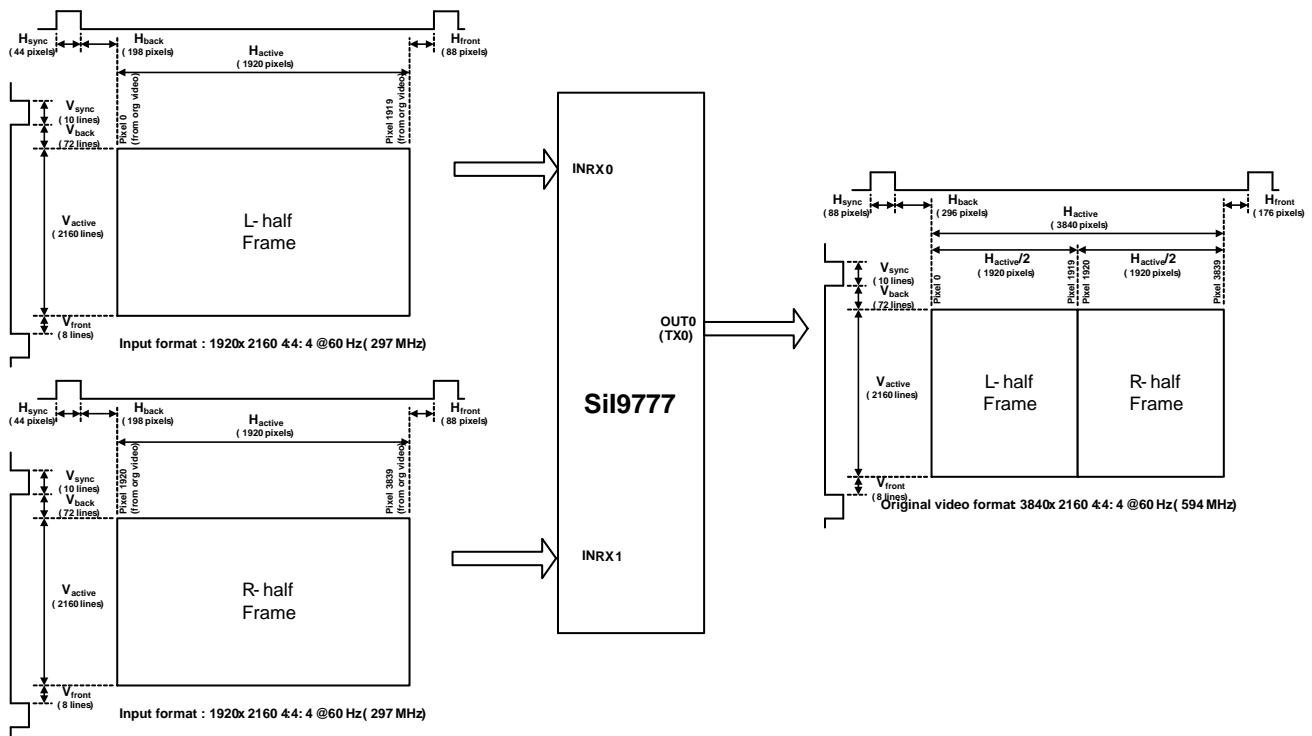 Hsync
(44 pixels)
Hback
(198 pixels)
Hactive
(1920 pixels)
Hfront
(88 pixels)
Vsync
(10 lines)
Vback
(72 lines)
Pixel 0
(from org video)
Pixel 1919
(from org video)
Vactive
(2160 lines)
L-half
Frame
Vfront
(8 lines)
Input format : 1920x 2160 4:4: 4 @60 Hz( 297 MHz)
Hsync
(44 pixels)
Hback
(198 pixels)
Hactive
(1920 pixels)
Hfront
(88 pixels)
Vsync
(10 lines)
Vback
(72 lines)
Pixel 1920
(from org video)
Pixel 3839
(from org video)
Vactive
(2160 lines)
R-half
Frame
Vfront
(8 lines)
Input format : 1920x 2160 4:4: 4 @60 Hz( 297 MHz)
INRX0
OUT0
(TX0)
SiI9777
INRX1
Hsync
(88 pixels)
Hback
(296 pixels)
Hactive
(3840 pixels)
Hfront
(176 pixels)
Hactive/2
(1920 pixels)
Hactive/2
(1920 pixels)
Vsync
(10 lines)
Vback
(72 lines)
Pixel 0
Pixel 1919
Pixel 1920
Pixel 3839
Vactive
(2160 lines)
L-half
Frame
R-half
Frame
Vfront
(8 lines)
Original video format: 3840x 2160 4:4: 4 @60 Hz( 594 MHz)